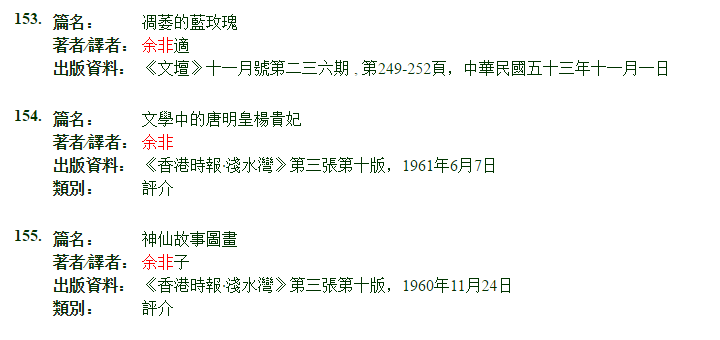 153. 篇名： 凋萎的藍玫瑰
著者/譯者： 余非適
出版資料： 《文壇》十一月號第二三六期 , 第249-252頁，中華民國五十三年十一月一日
154. 篇名： 文學中的唐明皇楊貴妃
著者/譯者： 余非
出版資料： 《香港時報·淺水灣》第三張第十版，1961年6月7日
類別： 評介
155. 篇名： 神仙故事圖畫
著者/譯者： 余非子
出版資料： 《香港時報·淺水灣》第三張第十版，1960年11月24日
類別： 評介